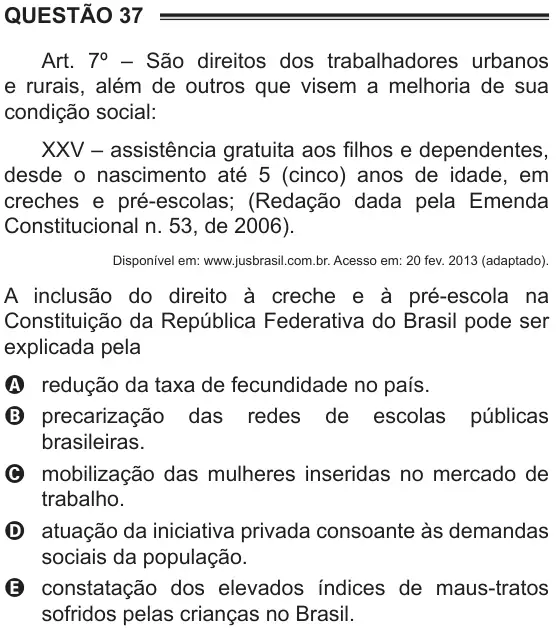 QUESTÃO 37
Art. 7º – São direitos dos trabalhadores urbanos
e rurais, além de outros que visem a melhoria de sua
condição social:
XXV – assistência gratuita aos filhos e dependentes,
desde o nascimento até 5 (cinco) anos de idade, em
creches e pré-escolas; (Redação dada pela Emenda
Constitucional n. 53, de 2006).
Disponível em: www.jusbrasil.com.br. Acesso em: 20 fev. 2013 (adaptado).
A inclusão do direito à creche e à pré-escola na
Constituição da República Federativa do Brasil pode ser
explicada pela
A redução da taxa de fecundidade no país.
B precarização das redes de escolas públicas
brasileiras.
C mobilização das mulheres inseridas no mercado de
trabalho.
D atuação da iniciativa privada consoante às demandas
sociais da população.
E constatação dos elevados índices de maus-tratos
sofridos pelas crianças no Brasil.